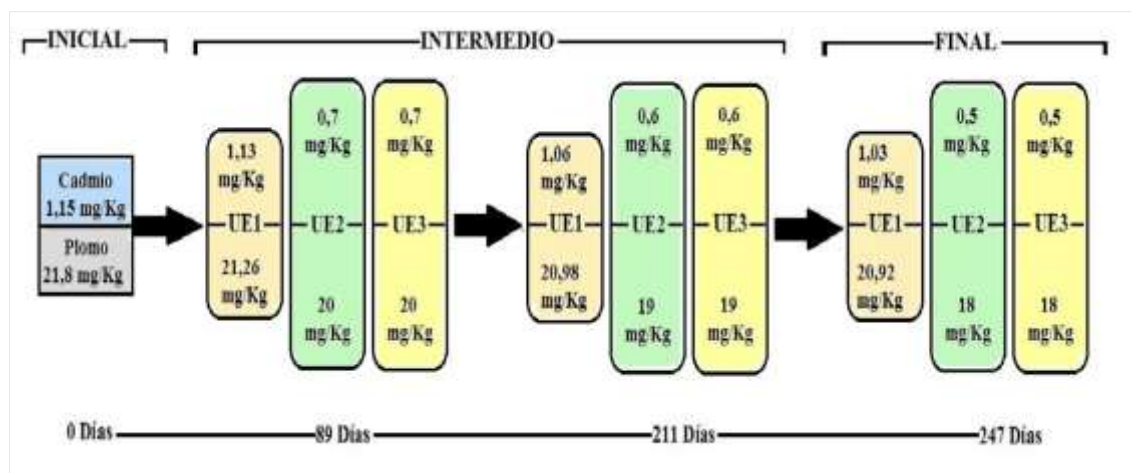 INICIAL
INTERMEDIO
FINAL
Cadmio
1,15 mg/Kg
Plomo
21,8 mg/Kg
1,13
mg/Kg
UE1
21,26
mg/Kg
0,7
mg/Kg
UE2
20
mg/Kg
0,7
mg/Kg
UE3
20
mg/Kg
1,06
mg/Kg
UE1
20,98
mg/Kg
0,6
mg/Kg
UE2
19
mg/Kg
0,6
mg/Kg
UE3
19
mg/Kg
1,03
mg/Kg
UE1
20,92
mg/Kg
0,5
mg/Kg
UE2
18
mg/Kg
0,5
mg/Kg
UE3
18
mg/Kg
0 Días
89 Días
211 Días
247 Días